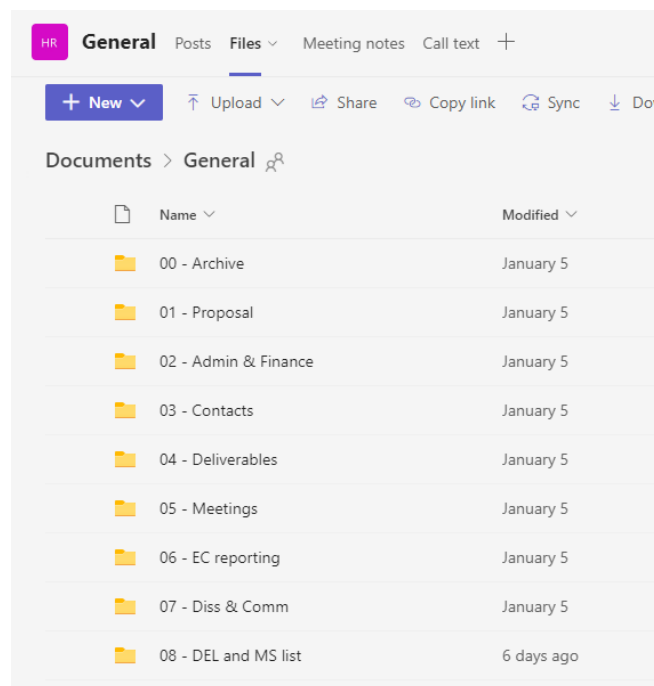 HR General Posts Files Meeting notes Call text
New Upload Share Copy link Sync
Documents General
Name Modified
00 - Archive January 5
01 - Proposal January 5
02 - Admin & Finance January 5
03 - Contacts January 5
04 - Deliverables January 5
05 - Meetings January 5
06 - EC reporting January 5
07 - Diss & Comm January 5
08 - DEL and MS list 6 days ago